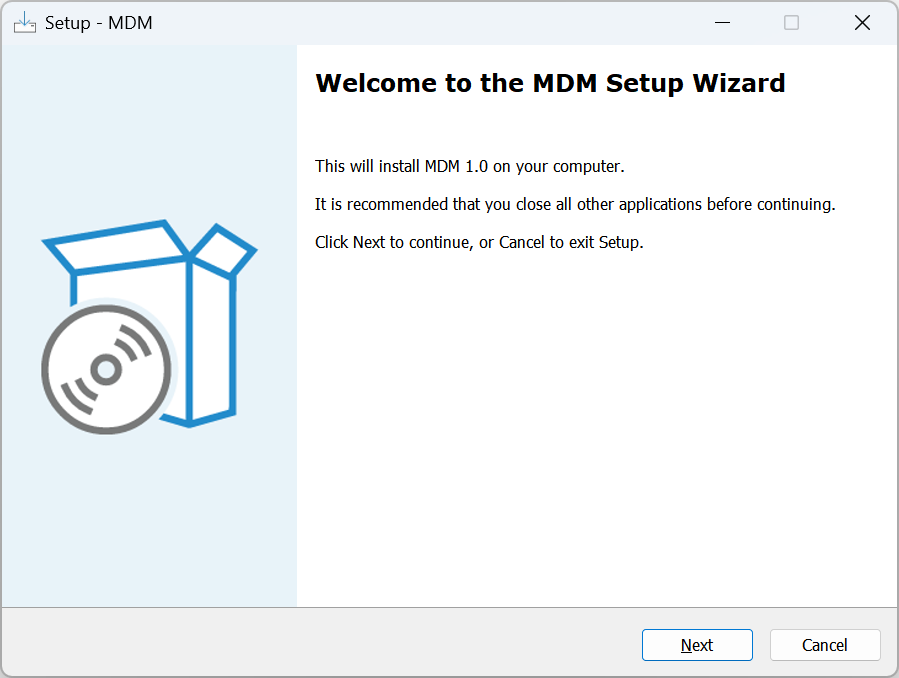 Setup - MDM
Welcome to the MDM Setup Wizard
This will install MDM 1.0 on your computer.
It is recommended that you close all other applications before continuing.
Click Next to continue, or Cancel to exit Setup.
Next
Cancel